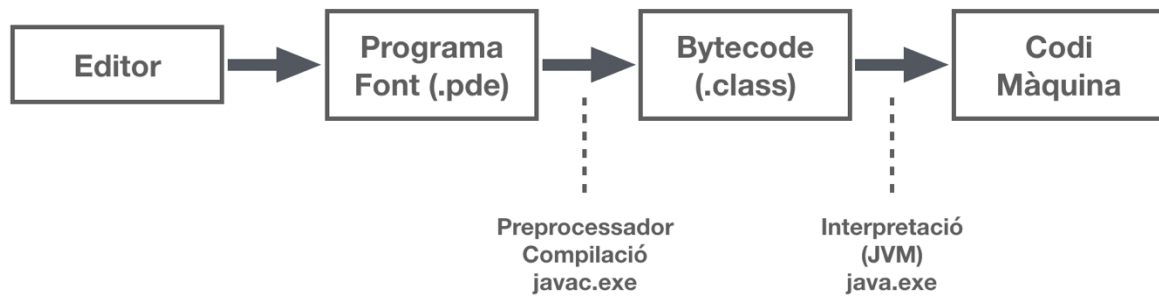 Editor
Programa
Font (.pde)
Bytecode
(.class)
Codi
Màquina
Preprocessador
Compilació
javac.exe
Interpretació
(JVM)
java.exe